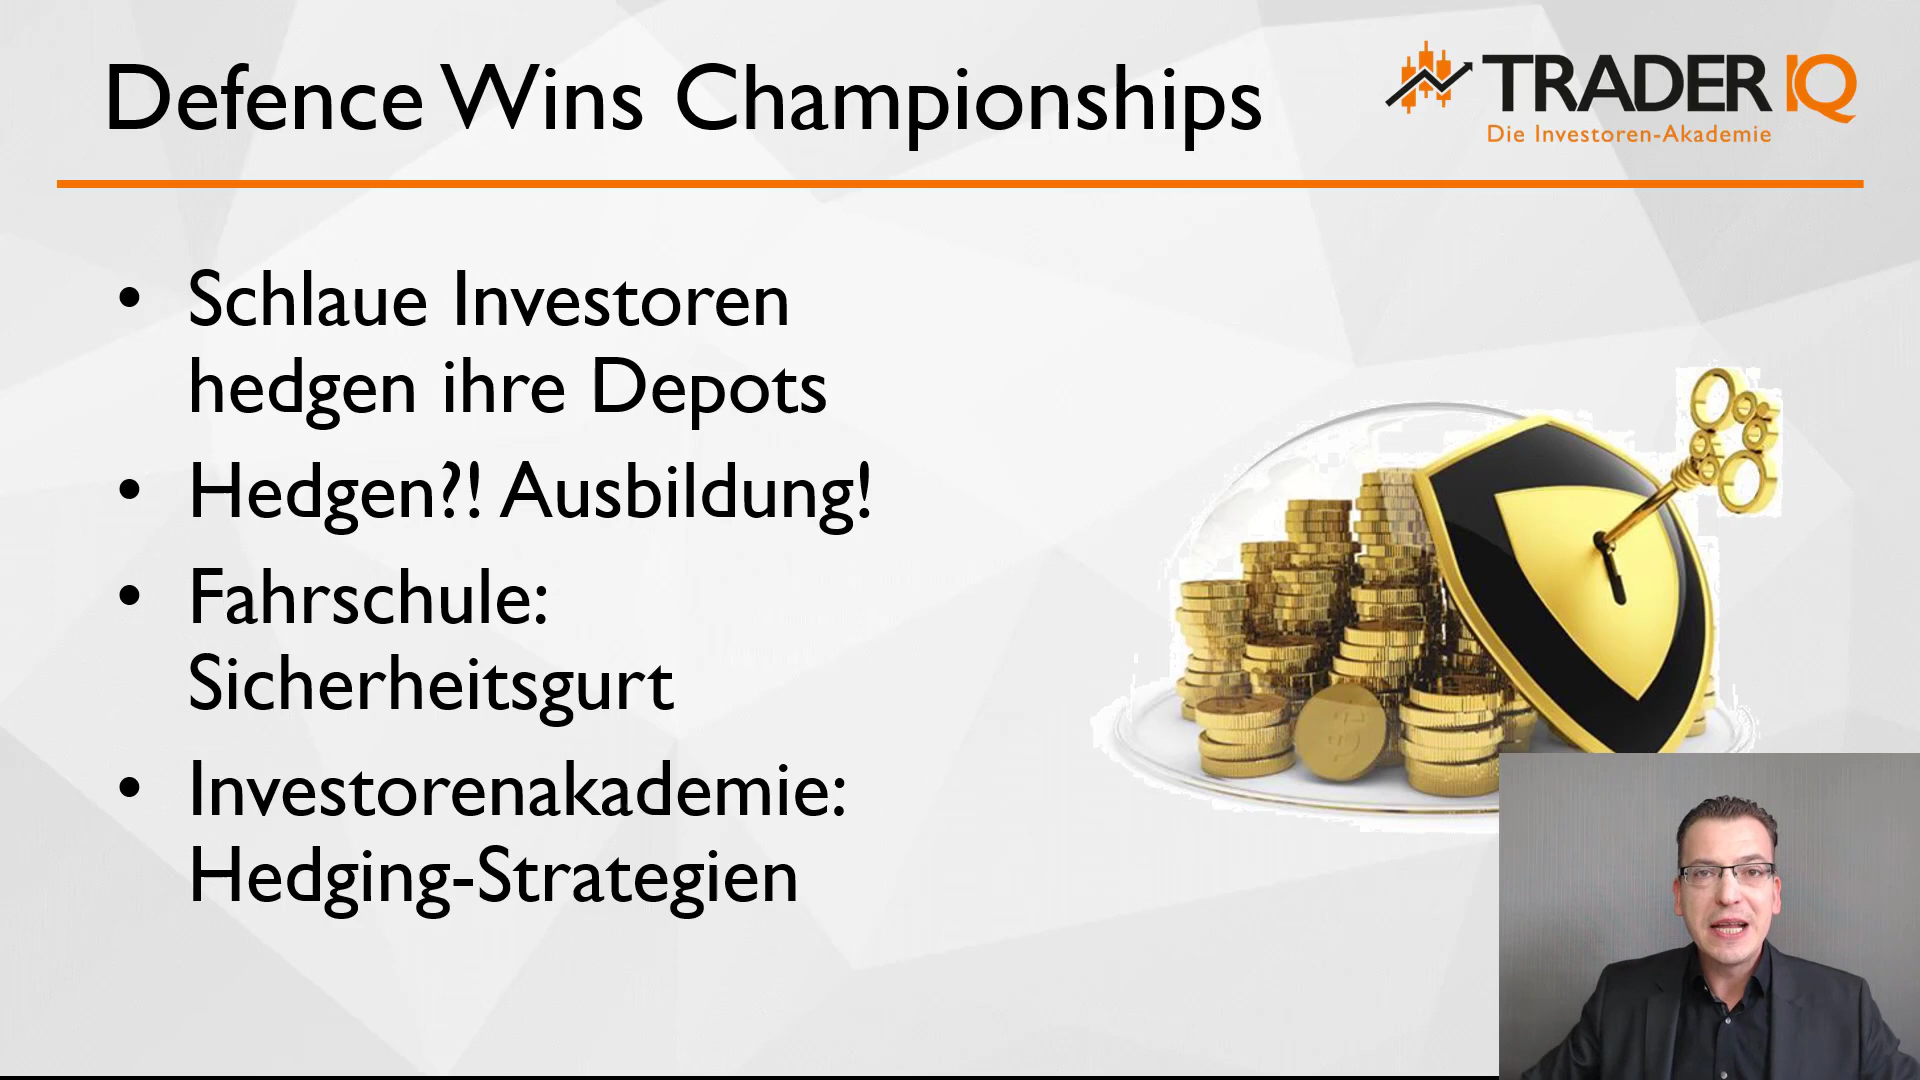 Defence Wins Championships
TRADER IQ
Die Investoren-Akademie
• Schlaue Investoren
hedgen ihre Depots
• Hedgen?! Ausbildung!
• Fahrschule:
Sicherheitsgurt
• Investorenakademie:
Hedging-Strategien